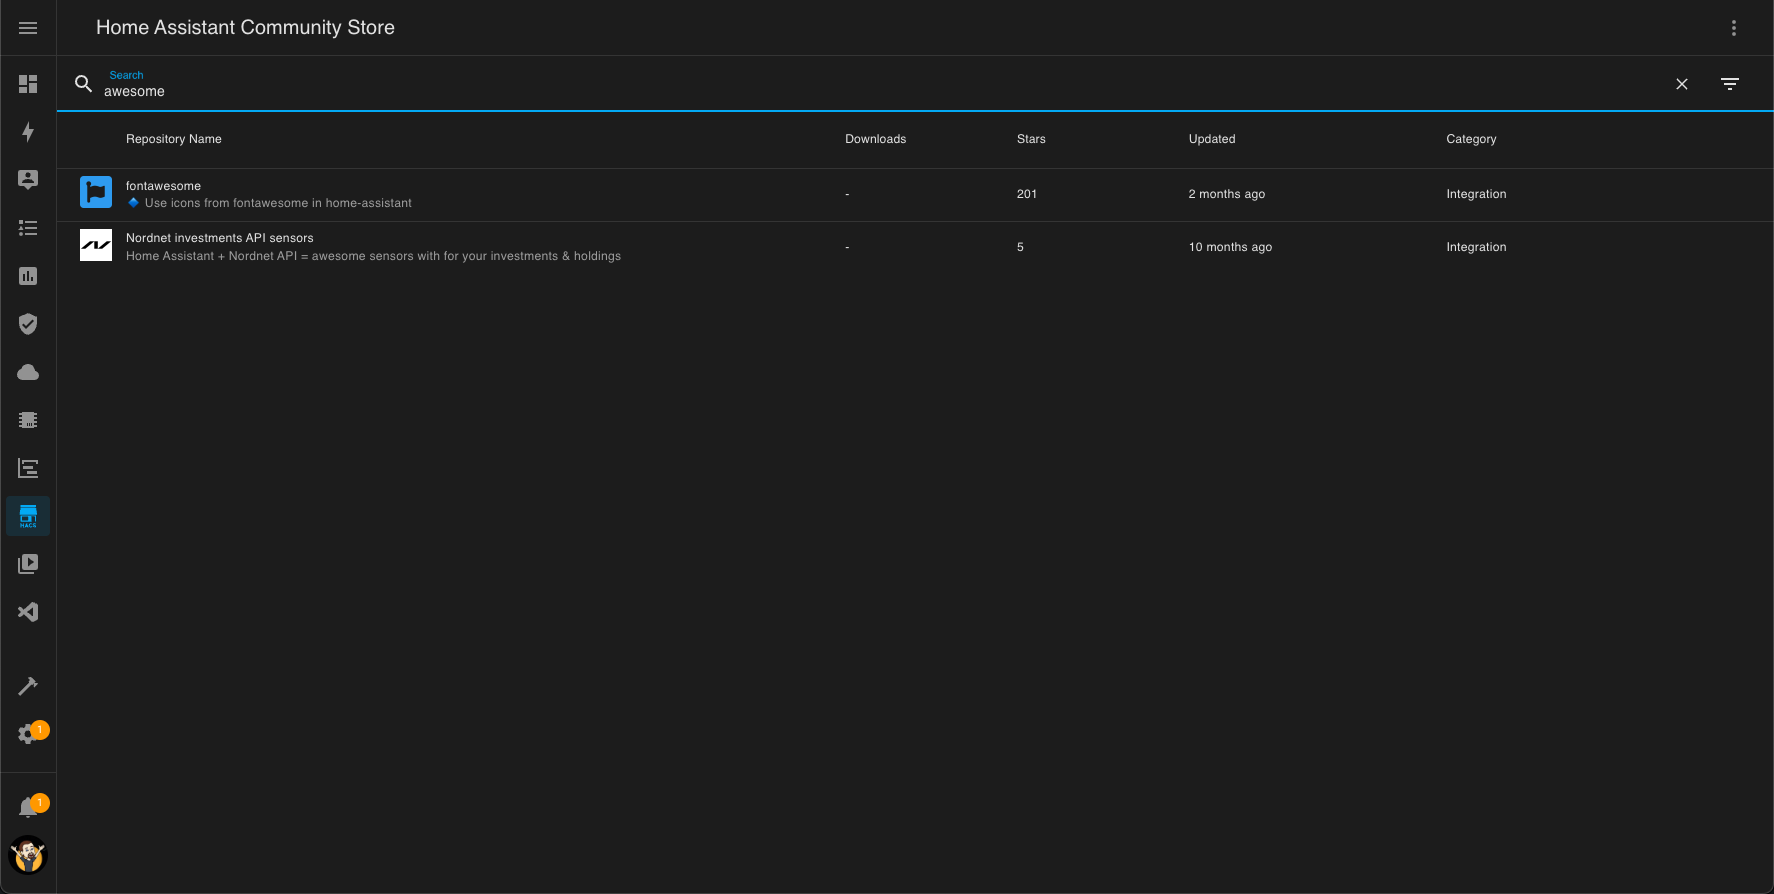 Home Assistant Community Store
Search
awesome
Repository Name Downloads Stars Updated Category
fontawesome
Use icons from fontawesome in home-assistant
- 201 2 months ago Integration
Nordnet investments API sensors
Home Assistant + Nordnet API = awesome sensors with for your investments & holdings
- 5 10 months ago Integration
HACS
1
1